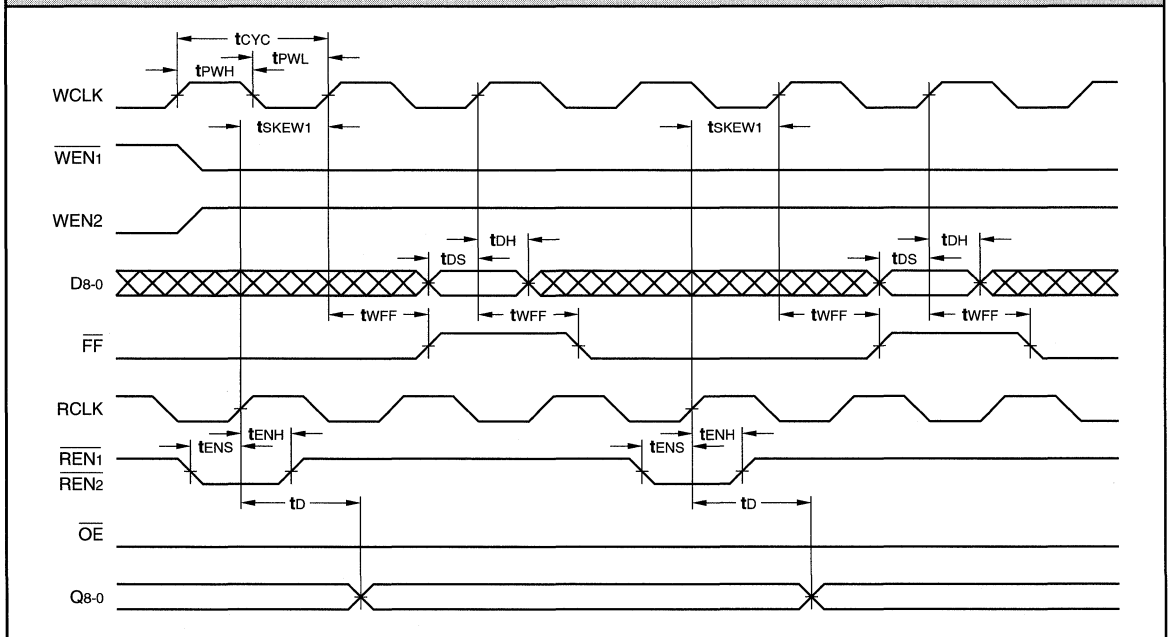 tCYC
tPWH tPWL
WCLK
tSKEW1 tSKEW1
WEN1
WEN2
tDH tDH
tDS tDS
D8-0
tWFF tWFF tWFF tWFF
FF
RCLK
tENS tENH tENS tENH
REN1
REN2
tD tD
OE
Q8-0